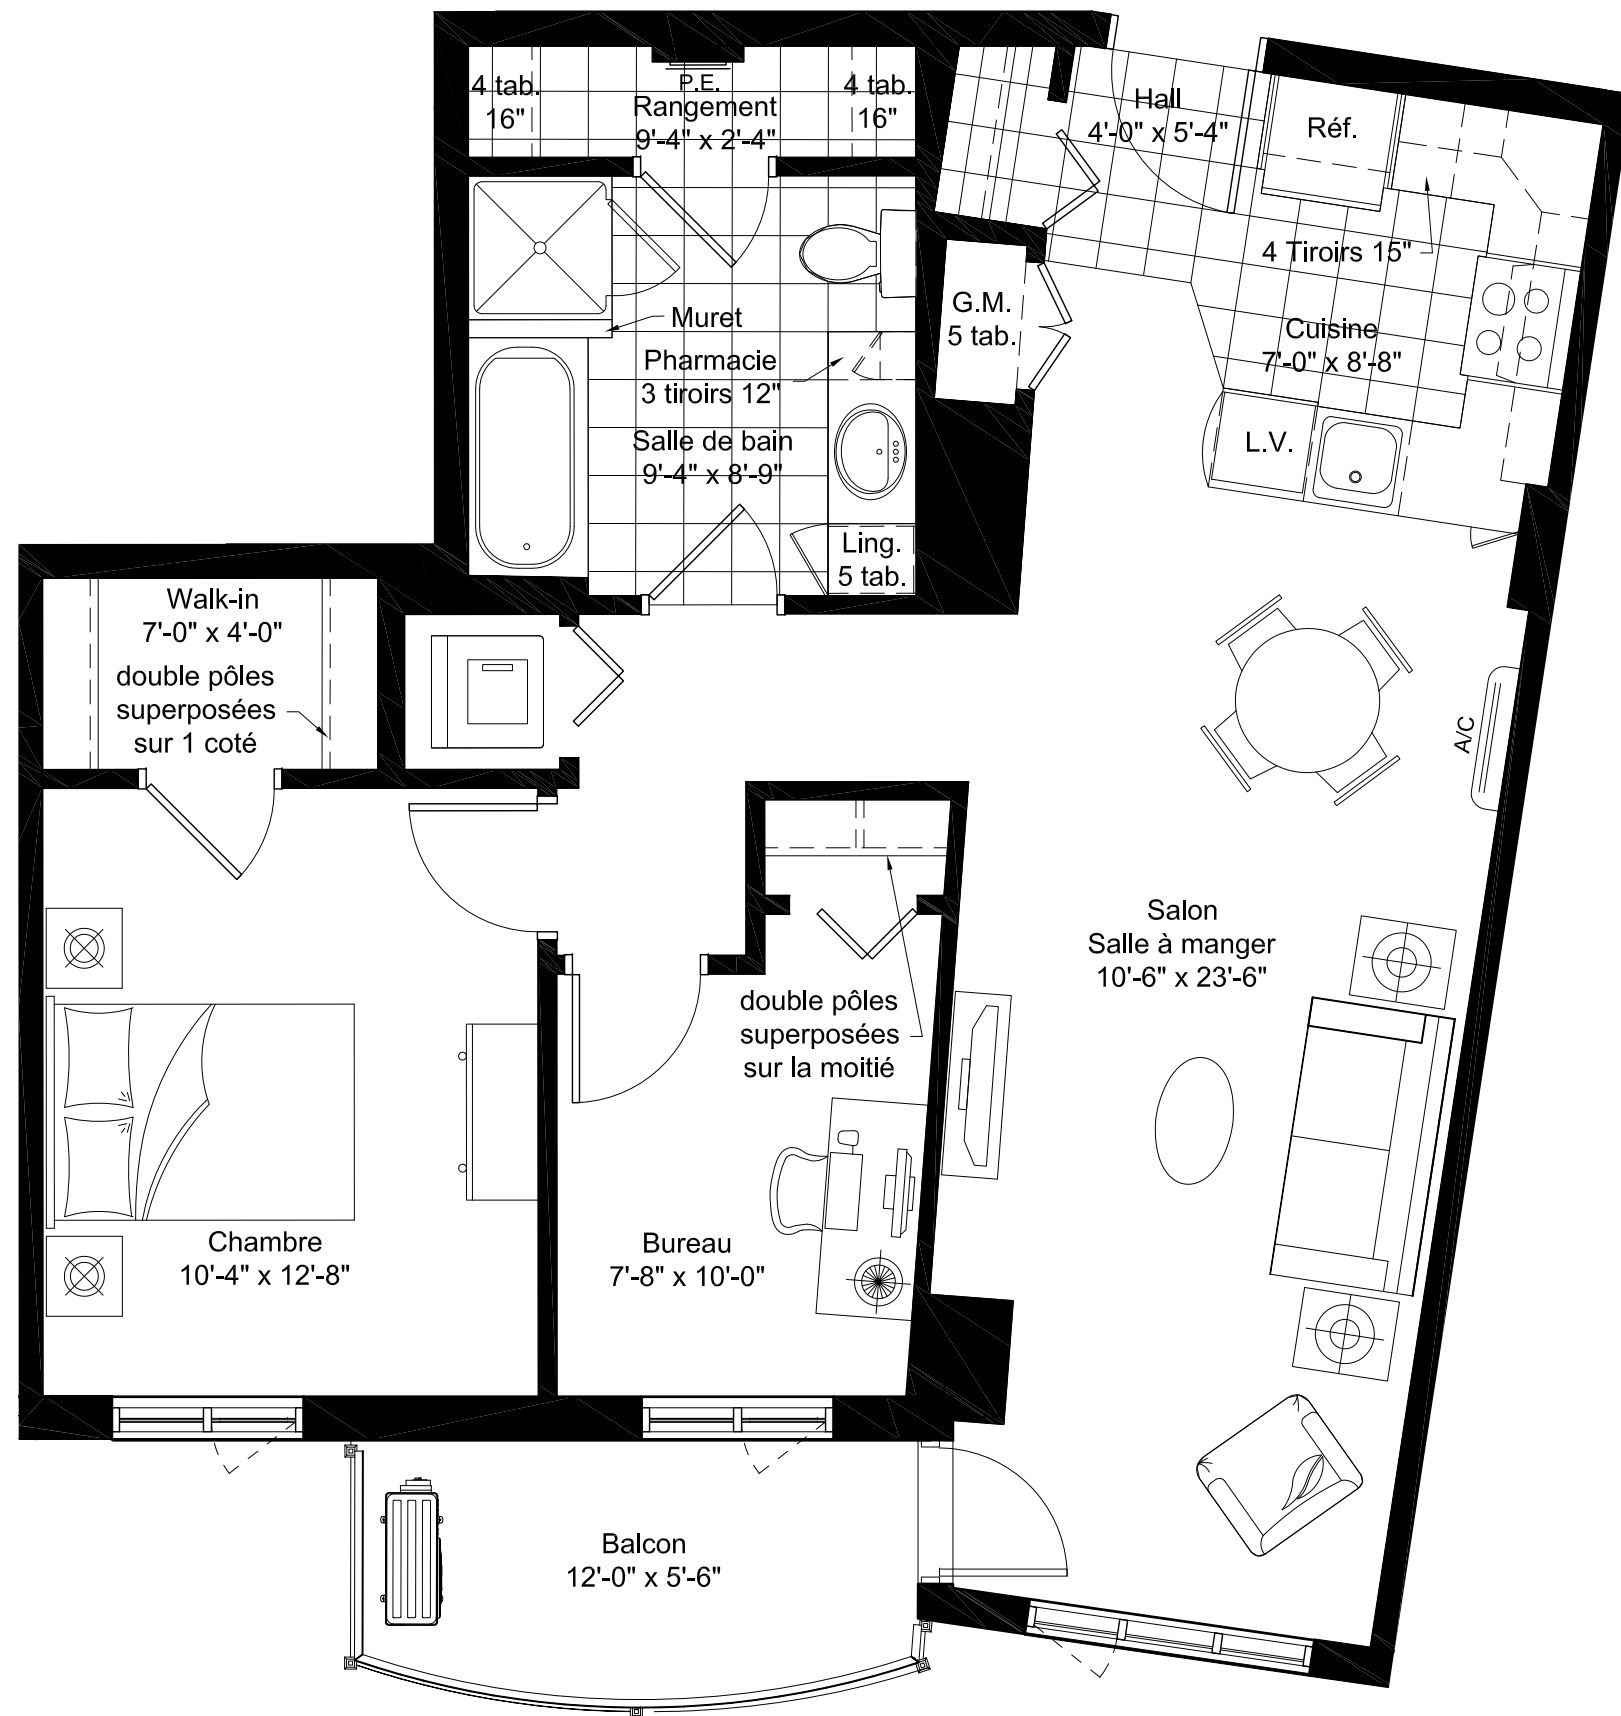 4 tab.
16"
P.E.
Rangement
9'-4" x 2'-4"
4 tab.
16"
Hall
4'-0" x 5'-4"
Réf.
4 Tiroirs 15"
Cuisine
7'-0" x 8'-8"
L.V.
G.M.
5 tab.
Muret
Pharmacie
3 tiroirs 12"
Salle de bain
9'-4" x 8'-9"
Ling.
5 tab.
Walk-in
7'-0" x 4'-0"
double pôles
superposées
sur 1 coté
A/C
Salon
Salle à manger
10'-6" x 23'-6"
double pôles
superposées
sur la moitié
Chambre
10'-4" x 12'-8"
Bureau
7'-8" x 10'-0"
Balcon
12'-0" x 5'-6"